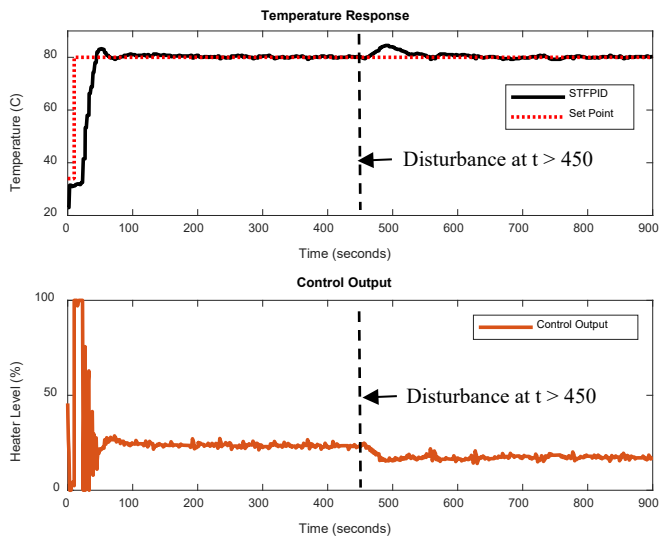 Temperature Response
100
80
60
40
20
Temperature (C)
STFPID
Set Point
Disturbance at t > 450
0 100 200 300 400 500 600 700 800 900
Time (seconds)
Control Output
100
50
0
Heater Level (%)
Control Output
Disturbance at t > 450
0 100 200 300 400 500 600 700 800 900
Time (seconds)